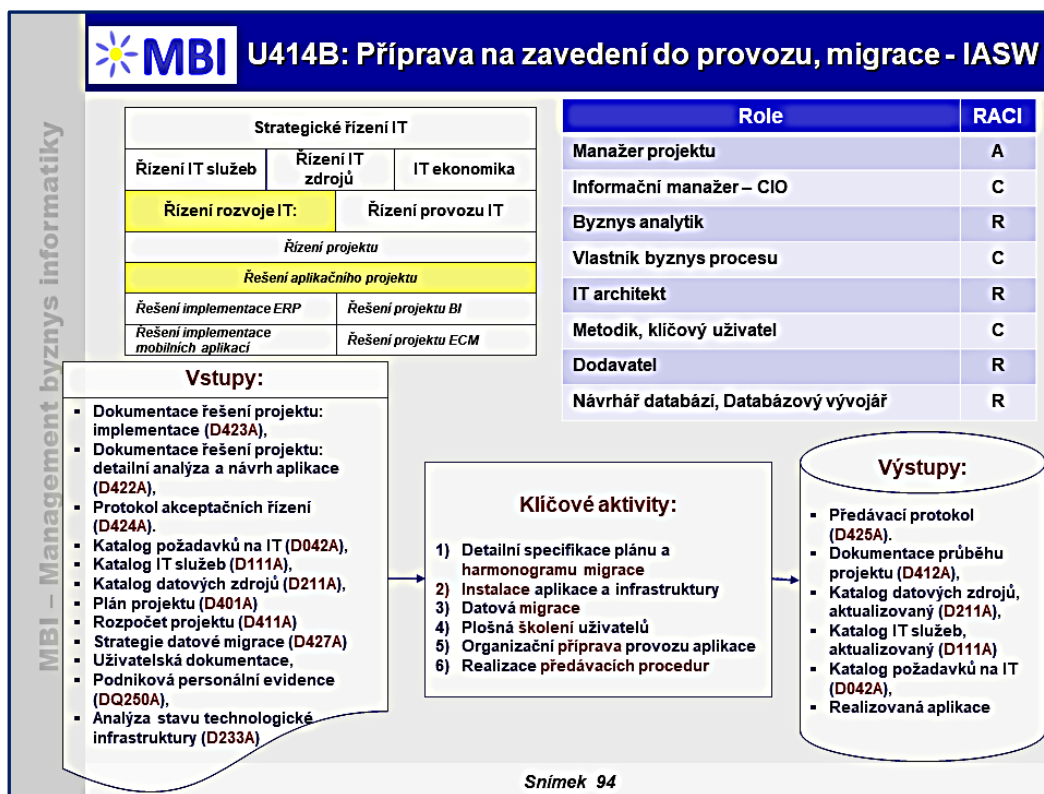 MBI
U414B: Příprava na zavedení do provozu, migrace - IASW
MBI – Management byznys informatiky
Strategické řízení IT
Řízení IT služeb
Řízení IT
zdrojů
IT ekonomika
Řízení rozvoje IT:
Řízení provozu IT
Řízení projektu
Řešení aplikačního projektu
Řešení implementace ERP
Řešení projektu BI
Řešení implementace
mobilních aplikací
Řešení projektu ECM
Role RACI
Manažer projektu A
Informační manažer – CIO C
Byznys analytik R
Vlastník byznys procesu C
IT architekt R
Metodik, klíčový uživatel C
Dodavatel R
Návrhář databází, Databázový vývojář R
Vstupy:
▪ Dokumentace řešení projektu:
implementace (D423A),
▪ Dokumentace řešení projektu:
detailní analýza a návrh aplikace
(D422A),
▪ Protokol akceptačních řízení
(D424A).
▪ Katalog požadavků na IT (D042A),
▪ Katalog IT služeb (D111A),
▪ Katalog datových zdrojů (D211A),
▪ Plán projektu (D401A)
▪ Rozpočet projektu (D411A)
▪ Strategie datové migrace (D427A)
▪ Uživatelská dokumentace,
▪ Podniková personální evidence
(DQ250A),
▪ Analýza stavu technologické
infrastruktury (D233A)
Klíčové aktivity:
1) Detailní specifikace plánu a
harmonogramu migrace
2) Instalace aplikace a infrastruktury
3) Datová migrace
4) Plošná školení uživatelů
5) Organizační příprava provozu aplikace
6) Realizace předávacích procedur
Výstupy:
▪ Předávací protokol
(D425A).
▪ Dokumentace průběhu
projektu (D412A),
▪ Katalog datových zdrojů,
aktualizovaný (D211A),
▪ Katalog IT služeb,
aktualizovaný (D111A)
▪ Katalog požadavků na IT
(D042A),
▪ Realizovaná aplikace
Snímek 94